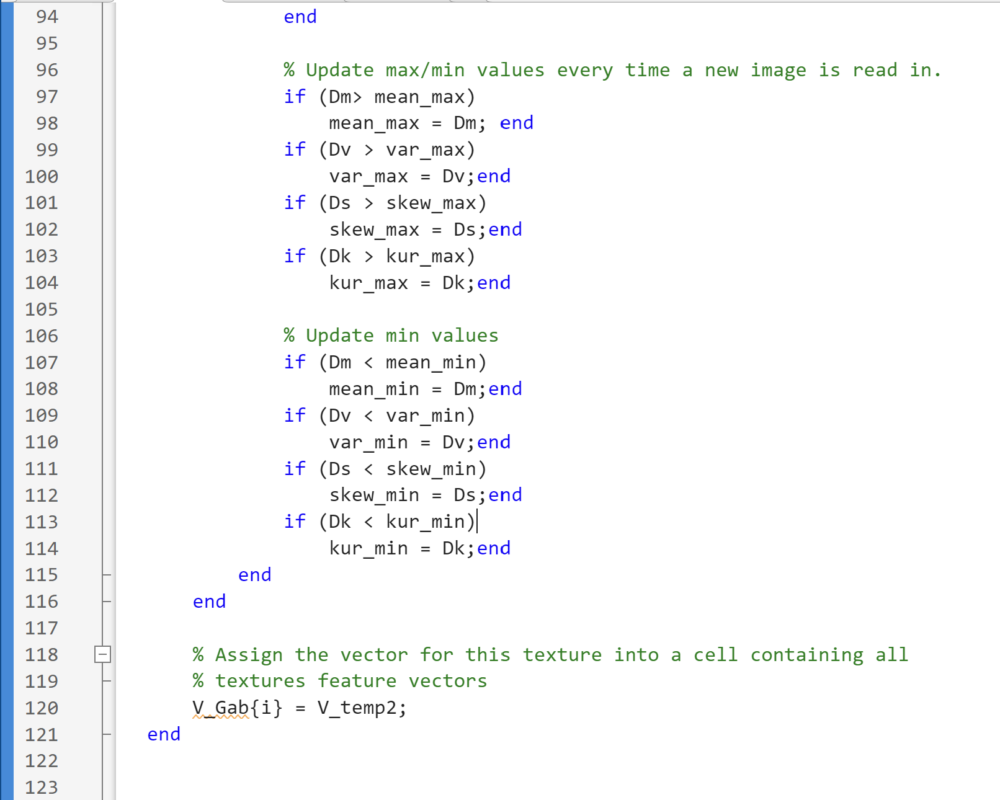 94 end
95
96 % Update max/min values every time a new image is read in.
97 if (Dm> mean_max)
98 mean_max = Dm; end
99 if (Dv > var_max)
100 var_max = Dv;end
101 if (Ds > skew_max)
102 skew_max = Ds;end
103 if (Dk > kur_max)
104 kur_max = Dk;end
105
106 % Update min values
107 if (Dm < mean_min)
108 mean_min = Dm;end
109 if (Dv < var_min)
110 var_min = Dv;end
111 if (Ds < skew_min)
112 skew_min = Ds;end
113 if (Dk < kur_min)
114 kur_min = Dk;end
115 end
116 end
117
118 % Assign the vector for this texture into a cell containing all
119 % textures feature vectors
120 V_Gab{i} = V_temp2;
121 end
122
123